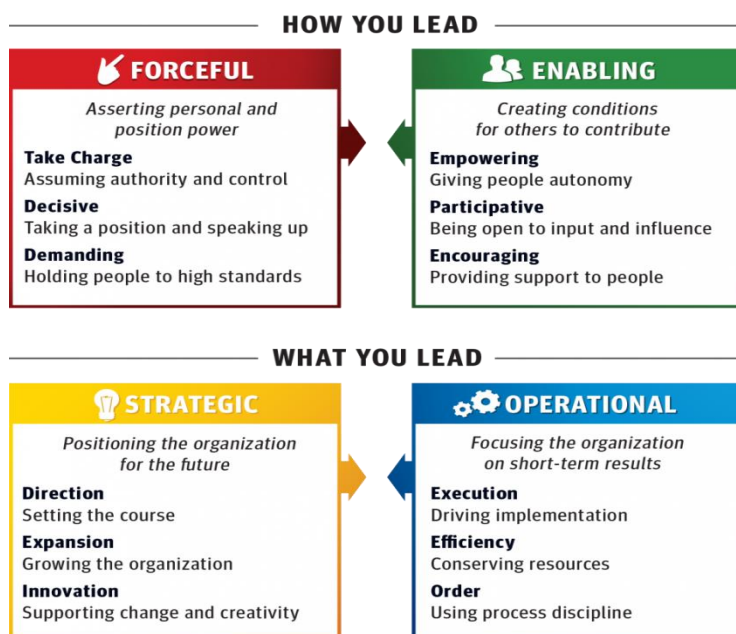 HOW YOU LEAD
FORCEFUL
Asserting personal and
position power
Take Charge
Assuming authority and control
Decisive
Taking a position and speaking up
Demanding
Holding people to high standards
ENABLING
Creating conditions
for others to contribute
Empowering
Giving people autonomy
Participative
Being open to input and influence
Encouraging
Providing support to people
WHAT YOU LEAD
STRATEGIC
Positioning the organization
for the future
Direction
Setting the course
Expansion
Growing the organization
Innovation
Supporting change and creativity
OPERATIONAL
Focusing the organization
on short-term results
Execution
Driving implementation
Efficiency
Conserving resources
Order
Using process discipline